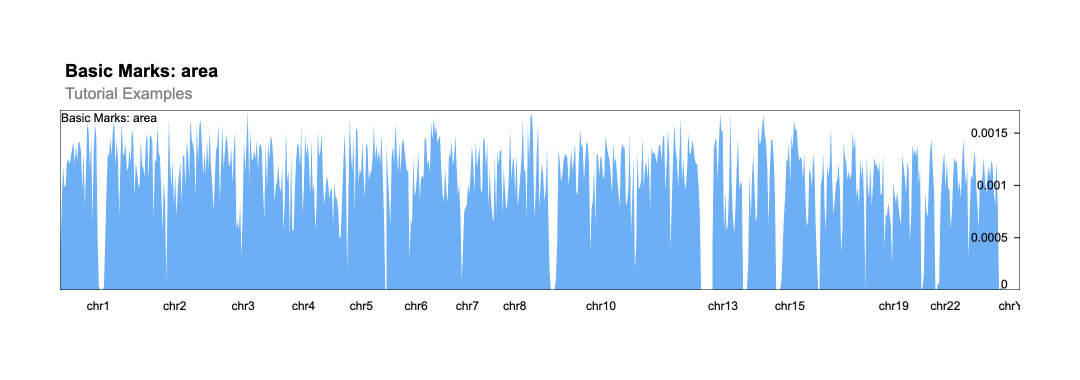 Basic Marks: area
Tutorial Examples
Basic Marks: area
0.0015
0.001
0.0005
0
chr1 chr2 chr3 chr4 chr5 chr6 chr7 chr8 chr10 chr13 chr15 chr19 chr22 chrY